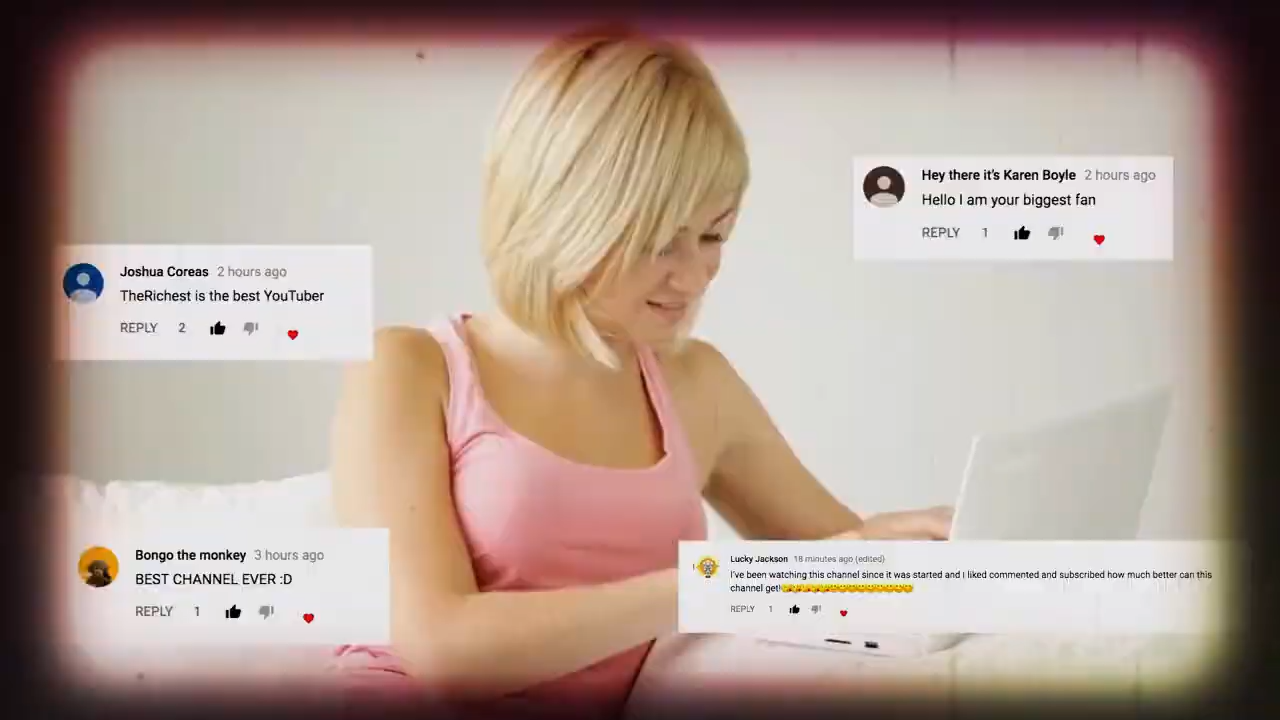 Hey there it's Karen Boyle 2 hours ago
Hello I am your biggest fan
REPLY 1
Joshua Coreas 2 hours ago
TheRichest is the best YouTuber
REPLY 2
Bongo the monkey 3 hours ago
BEST CHANNEL EVER :D
REPLY 1
Lucky Jackson 18 minutes ago (edited)
I've been watching this channel since it was started and I liked commented and subscribed how much better can this
channel get!
REPLY 1